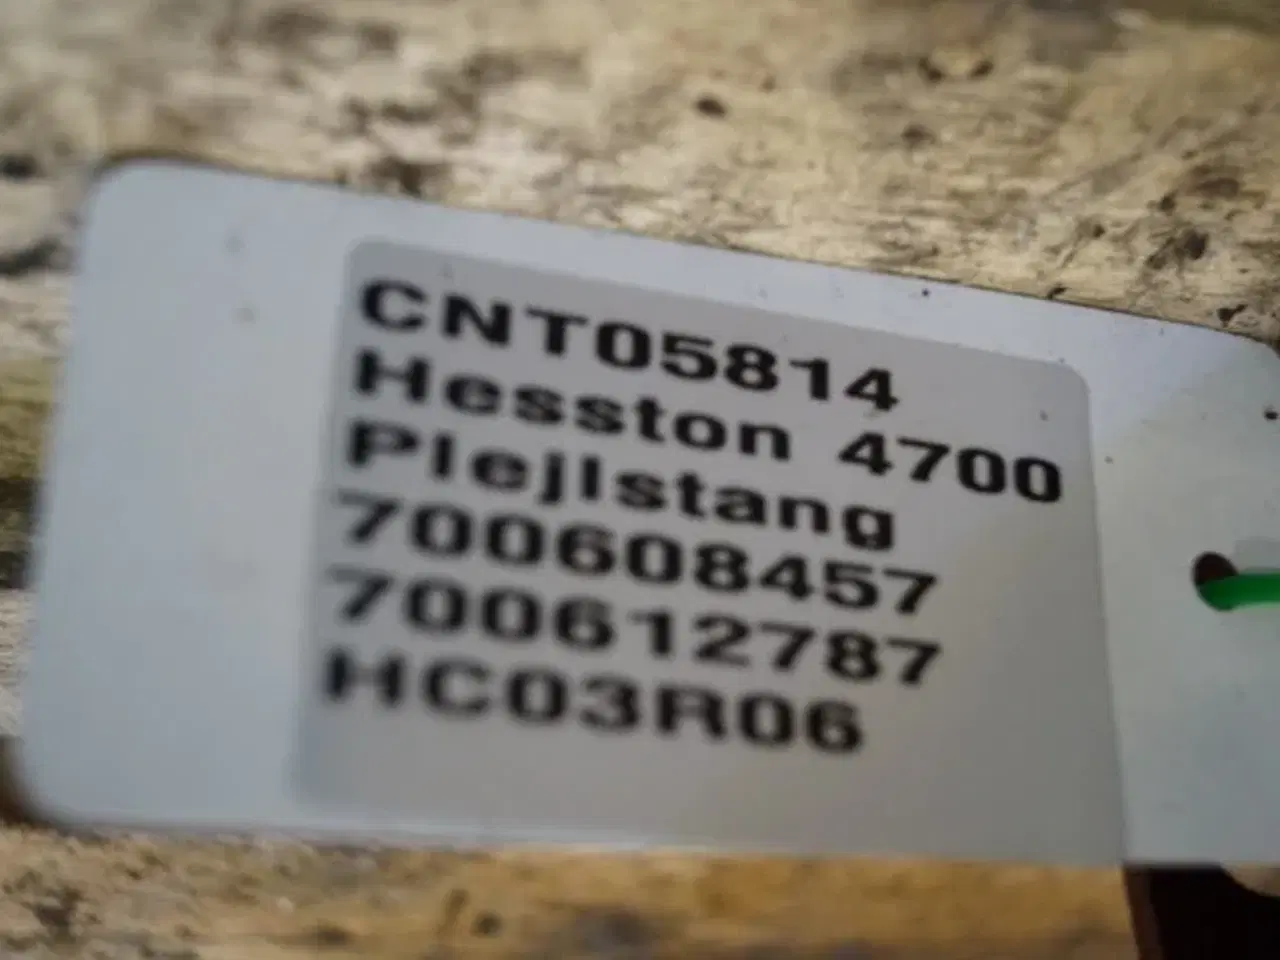 CNT05814
Hesston 4700
Plejlstang
700608457
700612787
HC03R06